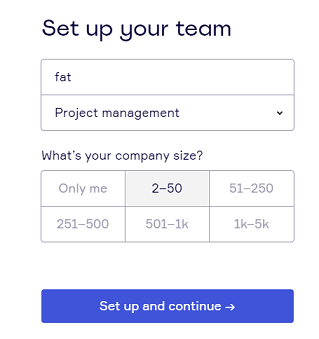 Set up your team
fat
Project management
What's your company size?
Only me 2–50 51–250
251–500 501–1k 1k–5k
Set up and continue →